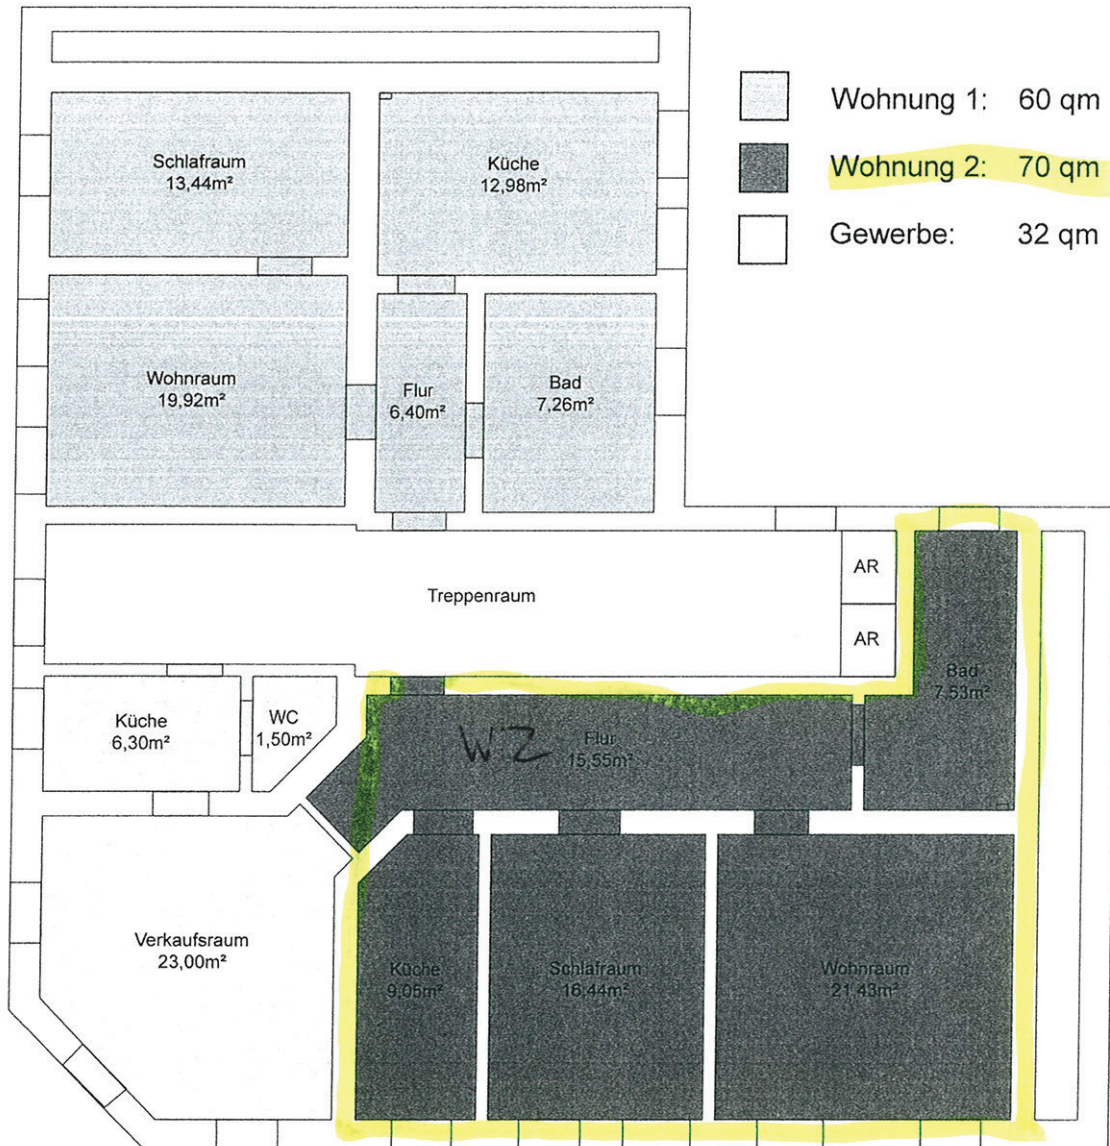 Wohnung 1: 60 qm
Wohnung 2: 70 qm
Gewerbe: 32 qm
Schlafraum
13,44m²
Küche
12,98m²
Wohnraum
19,92m²
Flur
6,40m²
Bad
7,26m²
Treppenraum
AR
AR
Bad
7,53m²
Küche
6,30m²
WC
1,50m²
WZ
Flur
15,55m²
Verkaufsraum
23,00m²
Küche
9,05m²
Schlafraum
16,44m²
Wohnraum
21,43m²